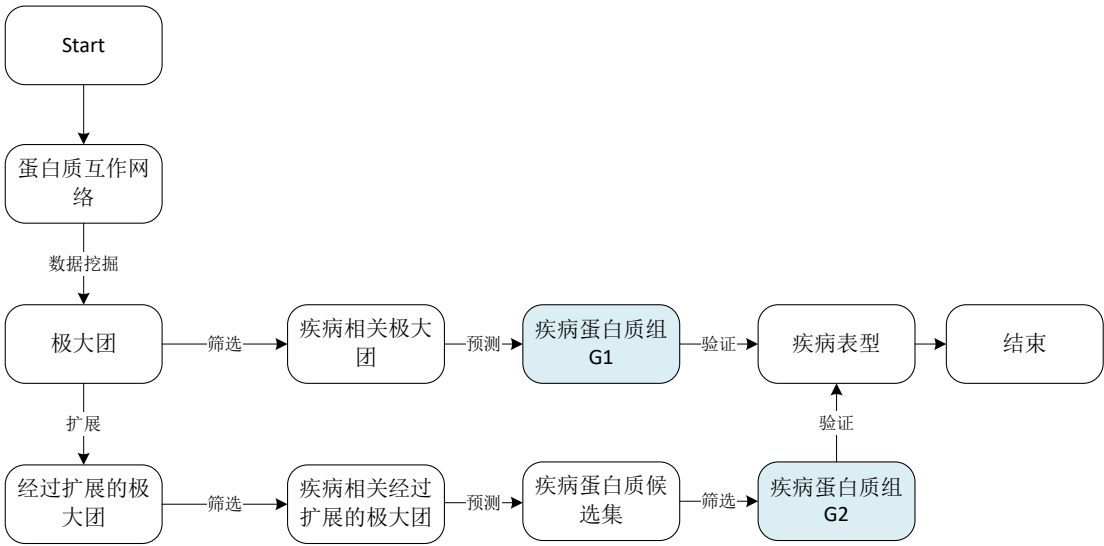 Start
蛋白质互作网
络
数据挖掘
极大团
筛选
疾病相关极大
团
预测
疾病蛋白质组
G1
验证
疾病表型
结束
扩展
验证
经过扩展的极
大团
筛选
疾病相关经过
扩展的极大团
预测
疾病蛋白质候
选集
筛选
疾病蛋白质组
G2